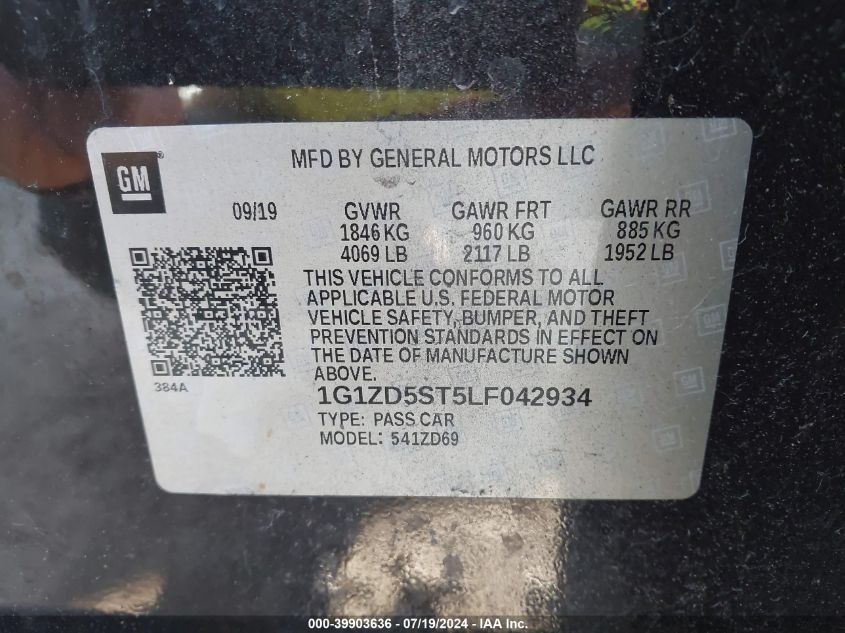 GM
MFD BY GENERAL MOTORS LLC
09/19 GVWR GAWR FRT GAWR RR
1846 KG 960 KG 885 KG
4069 LB 2117 LB 1952 LB
THIS VEHICLE CONFORMS TO ALL
APPLICABLE U.S. FEDERAL MOTOR
VEHICLE SAFETY, BUMPER, AND THEFT
PREVENTION STANDARDS IN EFFECT ON
THE DATE OF MANUFACTURE SHOWN
ABOVE.
384A
1G1ZD5ST5LF042934
TYPE: PASS CAR
MODEL: 541ZD69
000-39903636 - 07/19/2024 - IAA Inc.